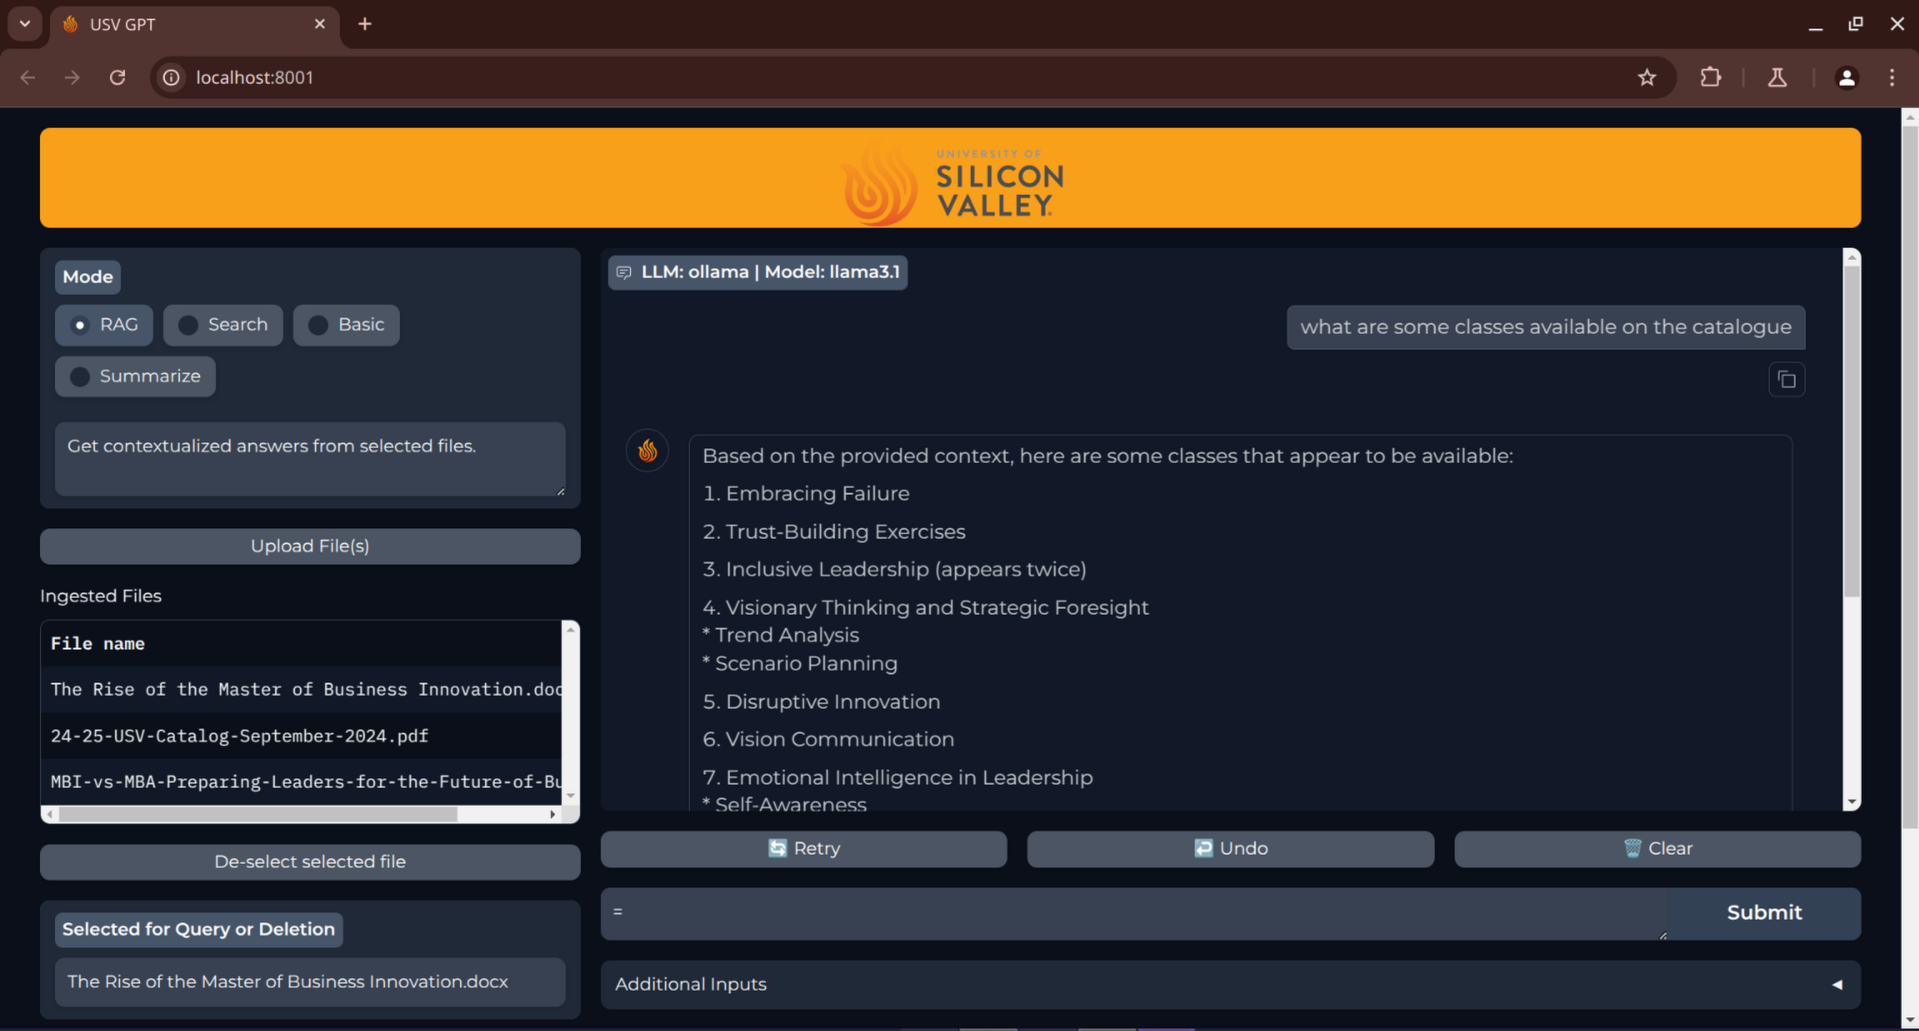 USV GPT
localhost:8001
UNIVERSITY OF
SILICON
VALLEY
Mode
RAG
Search
Basic
Summarize
Get contextualized answers from selected files.
Upload File(s)
Ingested Files
File name
The Rise of the Master of Business Innovation.doc
24-25-USV-Catalog-September-2024.pdf
MBI-vs-MBA-Preparing-Leaders-for-the-Future-of-Bu
De-select selected file
Selected for Query or Deletion
The Rise of the Master of Business Innovation.docx
LLM: ollama | Model: llama3.1
what are some classes available on the catalogue
Based on the provided context, here are some classes that appear to be available:
1. Embracing Failure
2. Trust-Building Exercises
3. Inclusive Leadership (appears twice)
4. Visionary Thinking and Strategic Foresight
* Trend Analysis
* Scenario Planning
5. Disruptive Innovation
6. Vision Communication
7. Emotional Intelligence in Leadership
* Self-Awareness
Retry
Undo
Clear
=
Submit
Additional Inputs